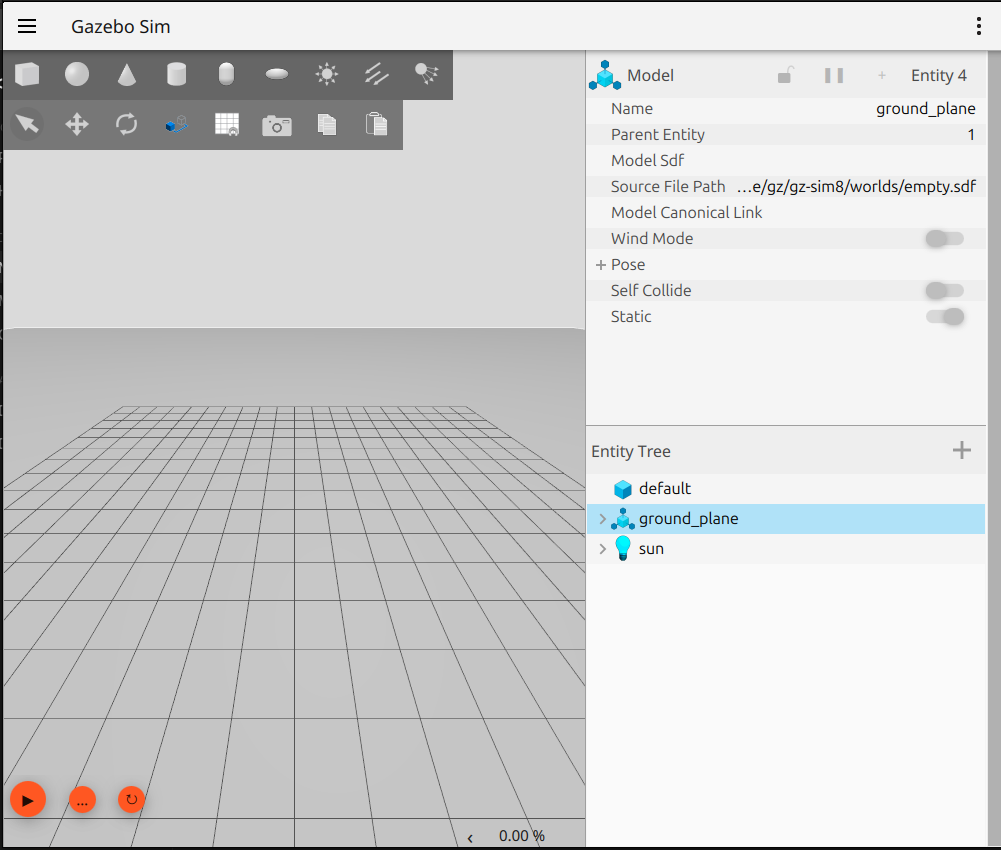 Gazebo Sim
Model
Entity 4
Name ground_plane
Parent Entity 1
Model Sdf
Source File Path ...e/gz/gz-sim8/worlds/empty.sdf
Model Canonical Link
Wind Mode
+ Pose
Self Collide
Static
Entity Tree
default
ground_plane
sun
...
0.00 %